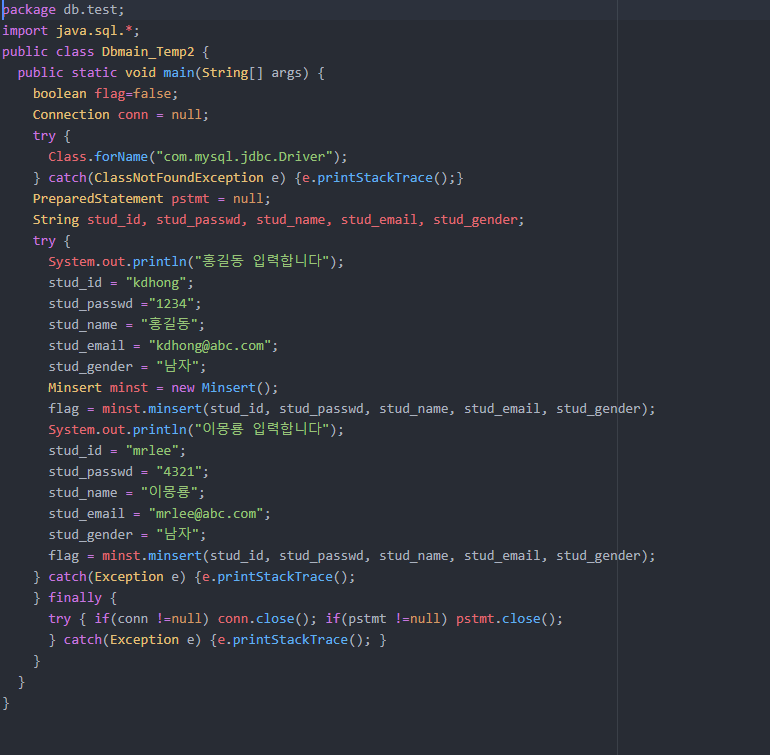 package db.test;
import java.sql.*;
public class Dbmain_Temp2 {
  public static void main(String[] args) {
    boolean flag=false;
    Connection conn = null;
    try {
      Class.forName("com.mysql.jdbc.Driver");
    } catch(ClassNotFoundException e) {e.printStackTrace();}
    PreparedStatement pstmt = null;
    String stud_id, stud_passwd, stud_name, stud_email, stud_gender;
    try {
      System.out.println("홍길동 입력합니다");
      stud_id = "kdhong";
      stud_passwd ="1234";
      stud_name = "홍길동";
      stud_email = "kdhong@abc.com";
      stud_gender = "남자";
      Minsert minst = new Minsert();
      flag = minst.minsert(stud_id, stud_passwd, stud_name, stud_email, stud_gender);
      System.out.println("이몽룡 입력합니다");
      stud_id = "mrlee";
      stud_passwd = "4321";
      stud_name = "이몽룡";
      stud_email = "mrlee@abc.com";
      stud_gender = "남자";
      flag = minst.minsert(stud_id, stud_passwd, stud_name, stud_email, stud_gender);
    } catch(Exception e) {e.printStackTrace();
    } finally {
      try { if(conn !=null) conn.close(); if(pstmt !=null) pstmt.close();
      } catch(Exception e) {e.printStackTrace(); }
    }
  }
}